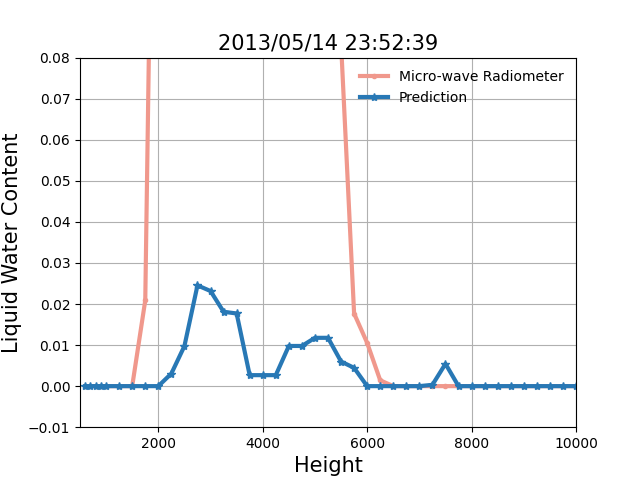 2013/05/14 23:52:39
Micro-wave Radiometer
Prediction
Liquid Water Content
0.08
0.07
0.06
0.05
0.04
0.03
0.02
0.01
0.00
−0.01
2000 4000 6000 8000 10000
Height